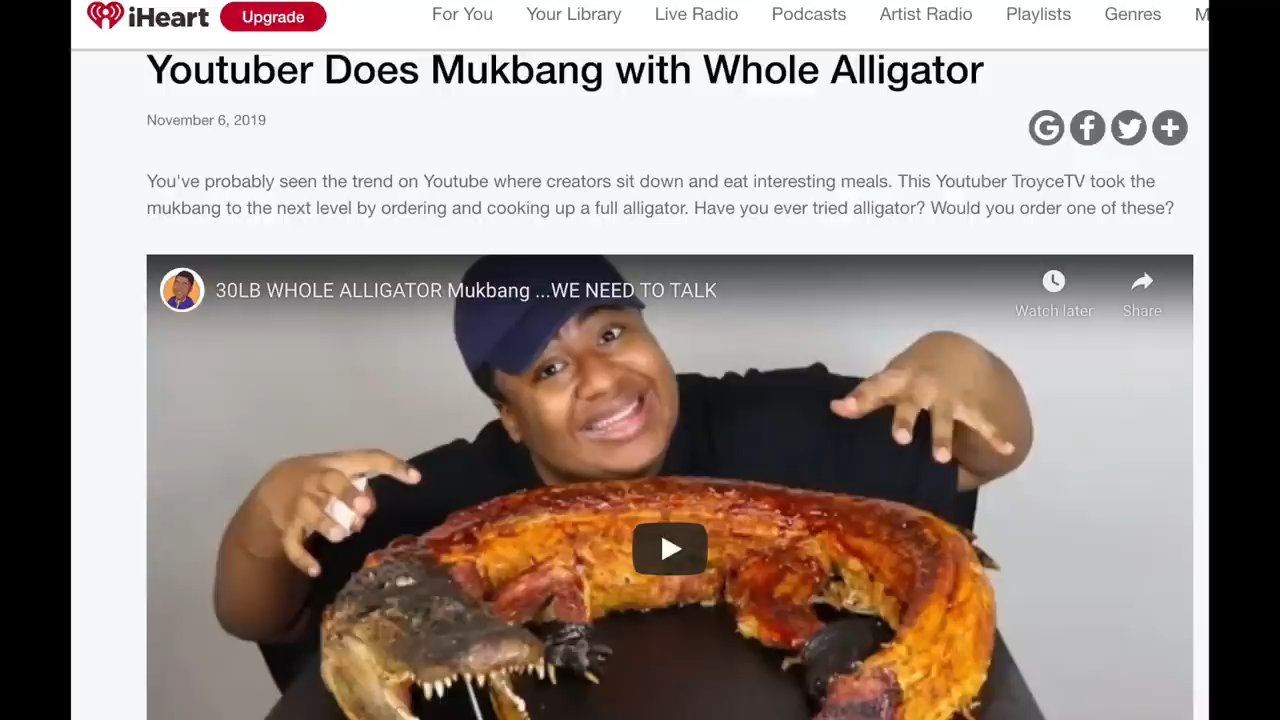 iHeart Upgrade For You Your Library Live Radio Podcasts Artist Radio Playlists Genres M
Youtuber Does Mukbang with Whole Alligator
November 6, 2019
You've probably seen the trend on Youtube where creators sit down and eat interesting meals. This Youtuber TroyceTV took the
mukbang to the next level by ordering and cooking up a full alligator. Have you ever tried alligator? Would you order one of these?
30LB WHOLE ALLIGATOR Mukbang ...WE NEED TO TALK
Watch later Share